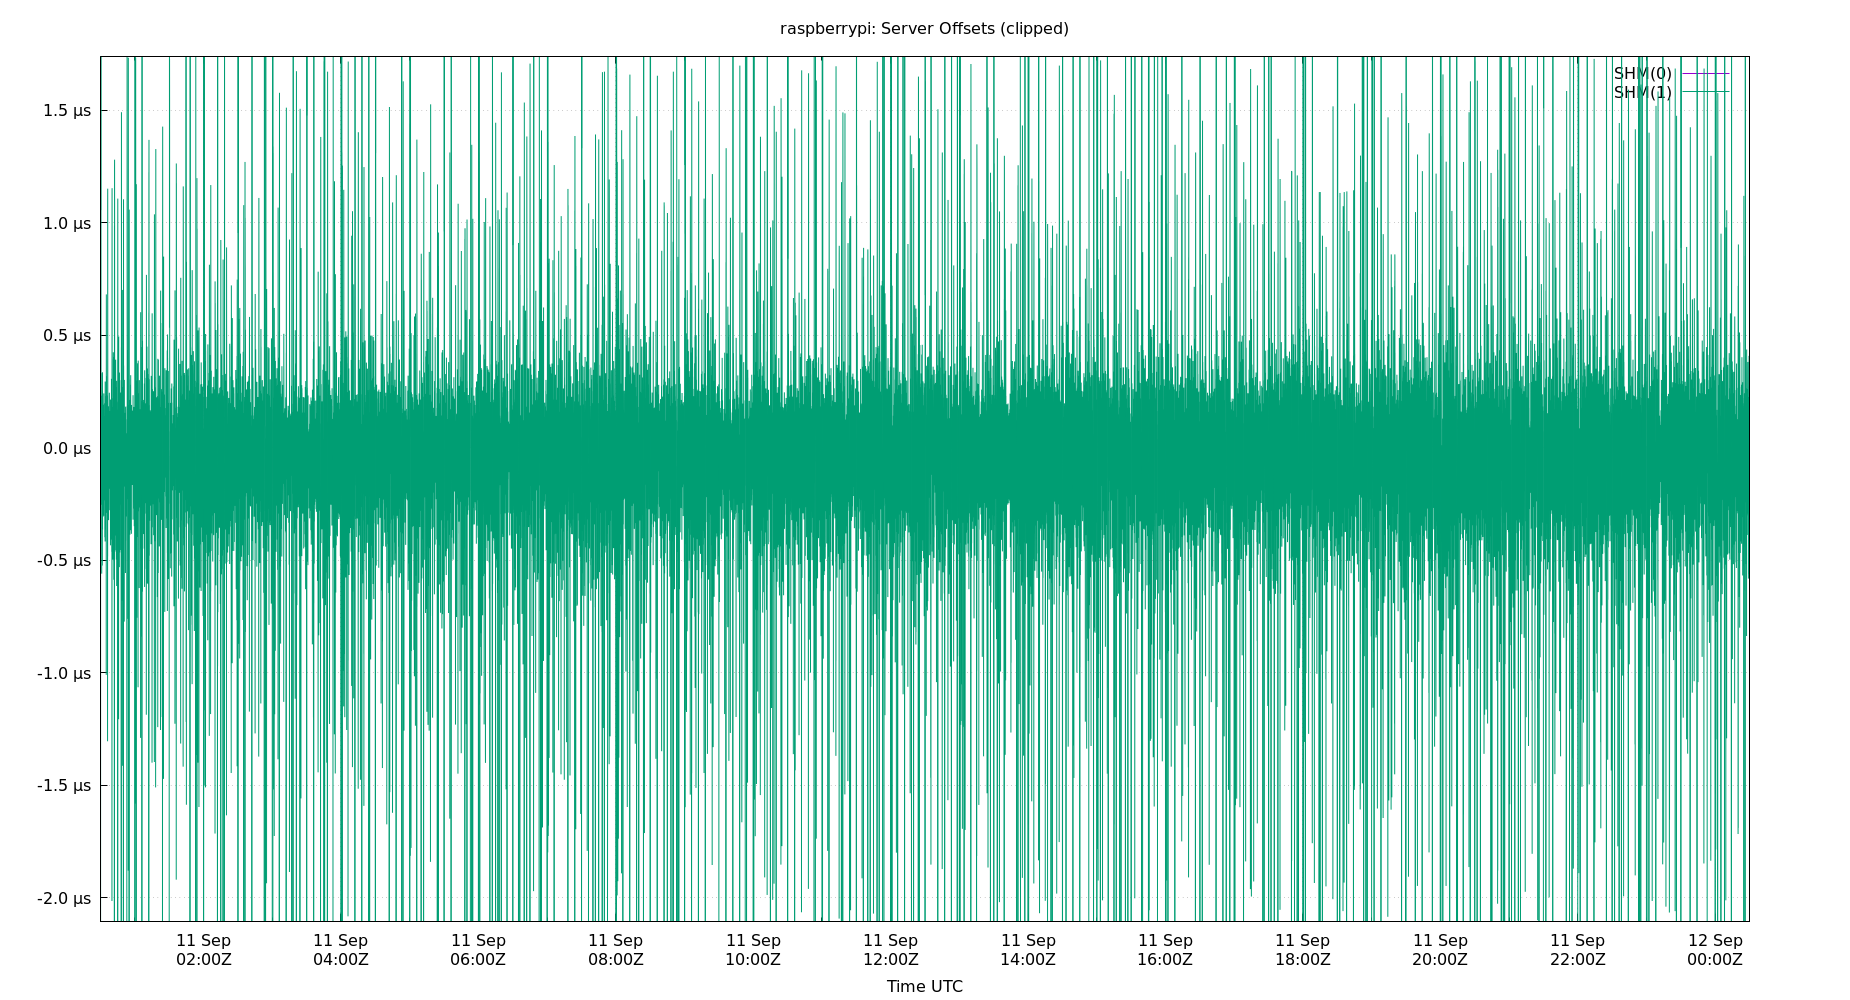 raspberrypi: Server Offsets (clipped)
SHM(0)
SHM(1)
1.5 µs
1.0 µs
0.5 µs
0.0 µs
-0.5 µs
-1.0 µs
-1.5 µs
-2.0 µs
11 Sep 11 Sep 11 Sep 11 Sep 11 Sep 11 Sep 11 Sep 11 Sep 11 Sep 11 Sep 11 Sep 12 Sep
02:00Z 04:00Z 06:00Z 08:00Z 10:00Z 12:00Z 14:00Z 16:00Z 18:00Z 20:00Z 22:00Z 00:00Z
Time UTC